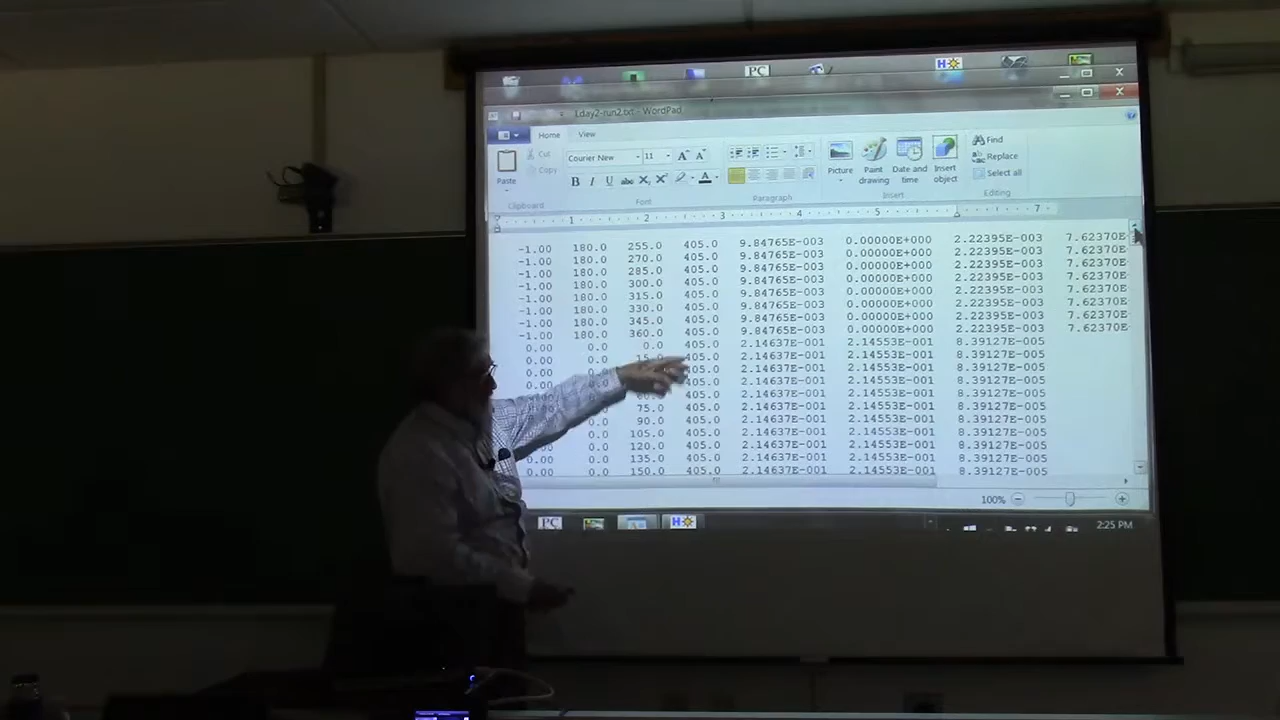 PC H
Lday2-run2.txt - WordPad
Home View
Cut
Copy
Paste
Clipboard
Courier New 11 A A
B I U abc X X A
Font
Paragraph
Picture
Paint drawing
Date and time
Insert object
Insert
Find
Replace
Select all
Editing
1 2 3 4 5 7
-1.00 180.0 255.0 405.0 9.84765E-003 0.00000E+000 2.22395E-003 7.62370E
-1.00 180.0 270.0 405.0 9.84765E-003 0.00000E+000 2.22395E-003 7.62370E
-1.00 180.0 285.0 405.0 9.84765E-003 0.00000E+000 2.22395E-003 7.62370E
-1.00 180.0 300.0 405.0 9.84765E-003 0.00000E+000 2.22395E-003 7.62370E
-1.00 180.0 315.0 405.0 9.84765E-003 0.00000E+000 2.22395E-003 7.62370E
-1.00 180.0 330.0 405.0 9.84765E-003 0.00000E+000 2.22395E-003 7.62370E
-1.00 180.0 345.0 405.0 9.84765E-003 0.00000E+000 2.22395E-003 7.62370E
-1.00 180.0 360.0 405.0 9.84765E-003 0.00000E+000 2.22395E-003 7.62370E
0.00 0.0 0.0 405.0 2.14637E-001 2.14553E-001 8.39127E-005
0.00 0.0 405.0 2.14637E-001 2.14553E-001 8.39127E-005
0.00 405.0 2.14637E-001 2.14553E-001 8.39127E-005
0.00 405.0 2.14637E-001 2.14553E-001 8.39127E-005
405.0 2.14637E-001 2.14553E-001 8.39127E-005
75.0 405.0 2.14637E-001 2.14553E-001 8.39127E-005
0.0 90.0 405.0 2.14637E-001 2.14553E-001 8.39127E-005
0.0 105.0 405.0 2.14637E-001 2.14553E-001 8.39127E-005
0.0 120.0 405.0 2.14637E-001 2.14553E-001 8.39127E-005
0.00 0.0 135.0 405.0 2.14637E-001 2.14553E-001 8.39127E-005
0.00 0.0 150.0 405.0 2.14637E-001 2.14553E-001 8.39127E-005
100%
PC H 2:25 PM